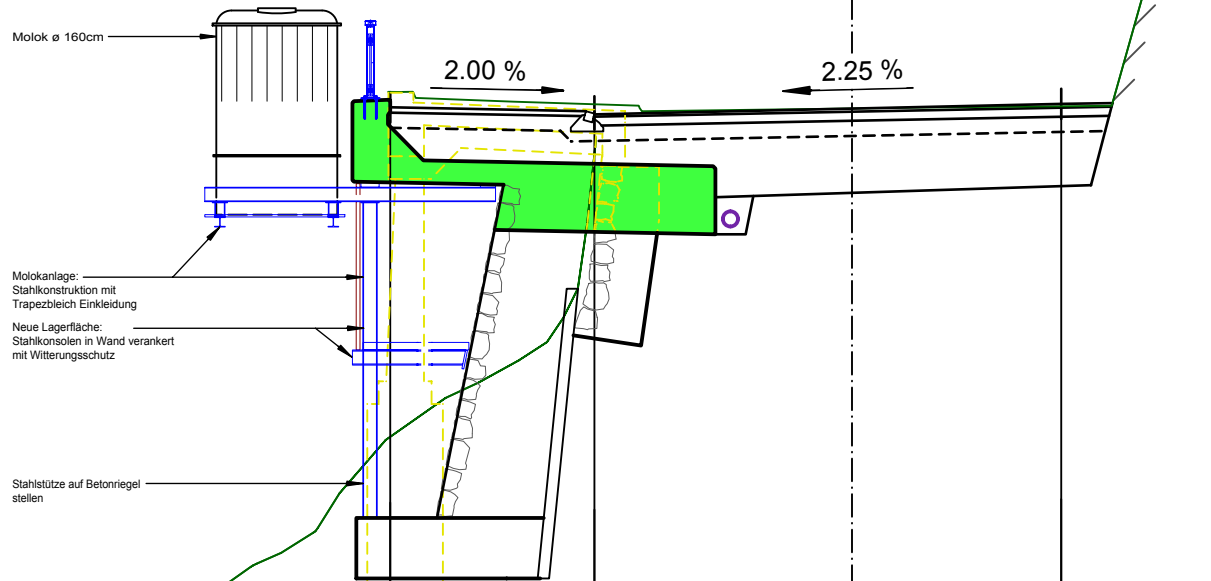 Molok ø 160cm
2.00 %
2.25 %
Molokanlage:
Stahlkonstruktion mit
Trapezbleich Einkleidung
Neue Lagerfläche:
Stahlkonsolen in Wand verankert
mit Witterungsschutz
Stahlstütze auf Betonriegel
stellen